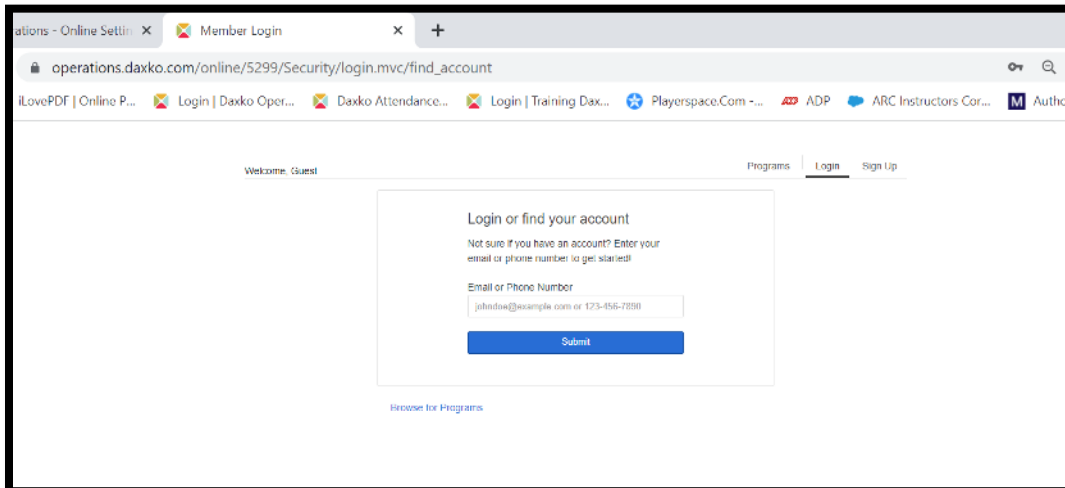 ations - Online Settin
Member Login
operations.daxko.com/online/5299/Security/login.mvc/find_account
iLovePDF | Online P... Login | Daxko Oper... Daxko Attendance... Login | Training Dax... Playerspace.Com -... ADP ARC Instructors Cor... M Autho
Welcome, Guest Programs Login Sign Up
Login or find your account
Not sure if you have an account? Enter your
email or phone number to get started!
Email or Phone Number
johndoe@example.com or 123-456-7890
Submit
Browse for Programs